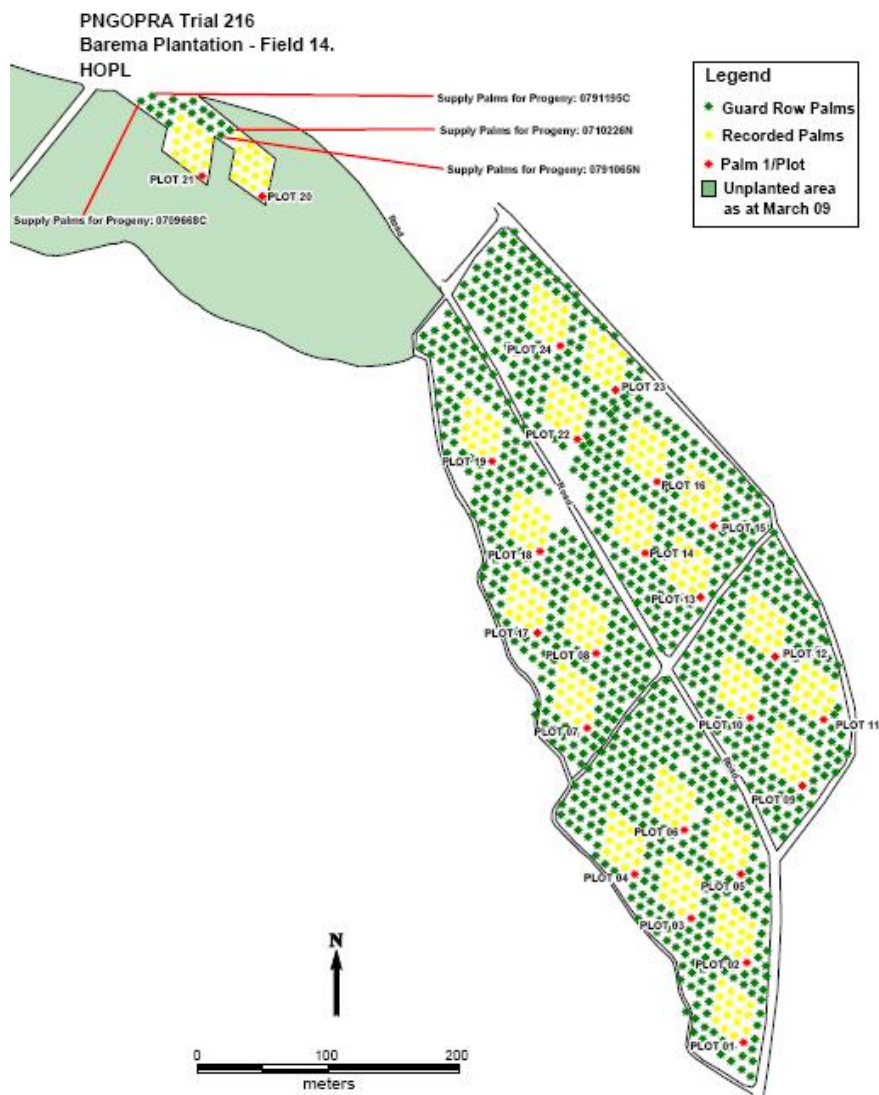 PNGOPRA Trial 216
Barema Plantation - Field 14.
HOPL
Legend
Guard Row Palms
Recorded Palms
Palm 1/Plot
Unplanted area
as at March 09
Supply Palms for Progeny: 0791195C
Supply Palms for Progeny: 0710226N
Supply Palms for Progeny: 0791065N
PLOT 21
PLOT 20
Supply Palms for Progeny: 0709668C
Road
PLOT 24
PLOT 23
PLOT 22
PLOT 19
PLOT 16
Road
PLOT 15
PLOT 18
PLOT 14
PLOT 13
PLOT 17
PLOT 08
PLOT 12
PLOT 10
PLOT 11
PLOT 07
Road
PLOT 09
PLOT 06
PLOT 04
PLOT 05
PLOT 03
PLOT 02
PLOT 01
N
0 100 200
meters